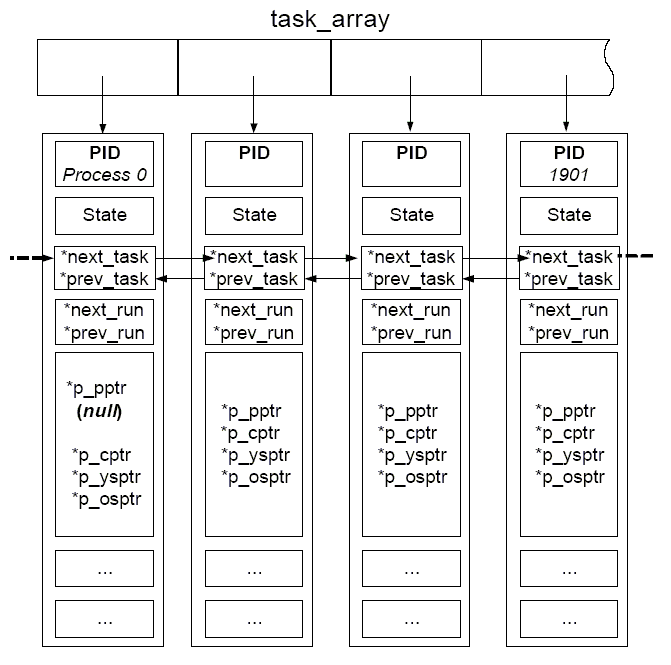 task_array
PID
Process 0
State
*next_task
*prev_task
*next_run
*prev_run
*p_pptr
(null)
*p_cptr
*p_ysptr
*p_osptr
...
...
PID
State
*next_task
*prev_task
*next_run
*prev_run
*p_pptr
*p_cptr
*p_ysptr
*p_osptr
...
...
PID
State
*next_task
*prev_task
*next_run
*prev_run
*p_pptr
*p_cptr
*p_ysptr
*p_osptr
...
...
PID
1901
State
*next_task
*prev_task
*next_run
*prev_run
*p_pptr
*p_cptr
*p_ysptr
*p_osptr
...
...